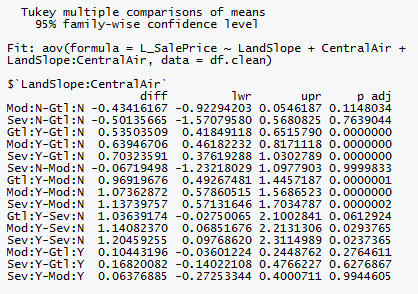 Tukey multiple comparisons of means
95% family-wise confidence level
Fit: aov(formula = L_SalePrice ~ LandSlope + CentralAir +
LandSlope:CentralAir, data = df.clean)
$`LandSlope:CentralAir`
diff lwr upr p adj
Mod:N-Gtl:N -0.43416167 -0.92294203 0.0546187 0.1148034
Sev:N-Gtl:N -0.50135665 -1.57079580 0.5680825 0.7639044
Gtl:Y-Gtl:N 0.53503509 0.41849118 0.6515790 0.0000000
Mod:Y-Gtl:N 0.63946706 0.46182232 0.8171118 0.0000000
Sev:Y-Gtl:N 0.70323591 0.37619288 1.0302789 0.0000000
Sev:N-Mod:N -0.06719498 -1.23218029 1.0977903 0.9999833
Gtl:Y-Mod:N 0.96919676 0.49267481 1.4457187 0.0000001
Mod:Y-Mod:N 1.07362872 0.57860515 1.5686523 0.0000000
Sev:Y-Mod:N 1.13739757 0.57131646 1.7034787 0.0000002
Gtl:Y-Sev:N 1.03639174 -0.02750065 2.1002841 0.0612924
Mod:Y-Sev:N 1.14082370 0.06851676 2.2131306 0.0293765
Sev:Y-Sev:N 1.20459255 0.09768620 2.3114989 0.0237365
Mod:Y-Gtl:Y 0.10443196 -0.03601224 0.2448762 0.2764611
Sev:Y-Gtl:Y 0.16820082 -0.14022108 0.4766227 0.6276867
Sev:Y-Mod:Y 0.06376885 -0.27253344 0.4000711 0.9944605